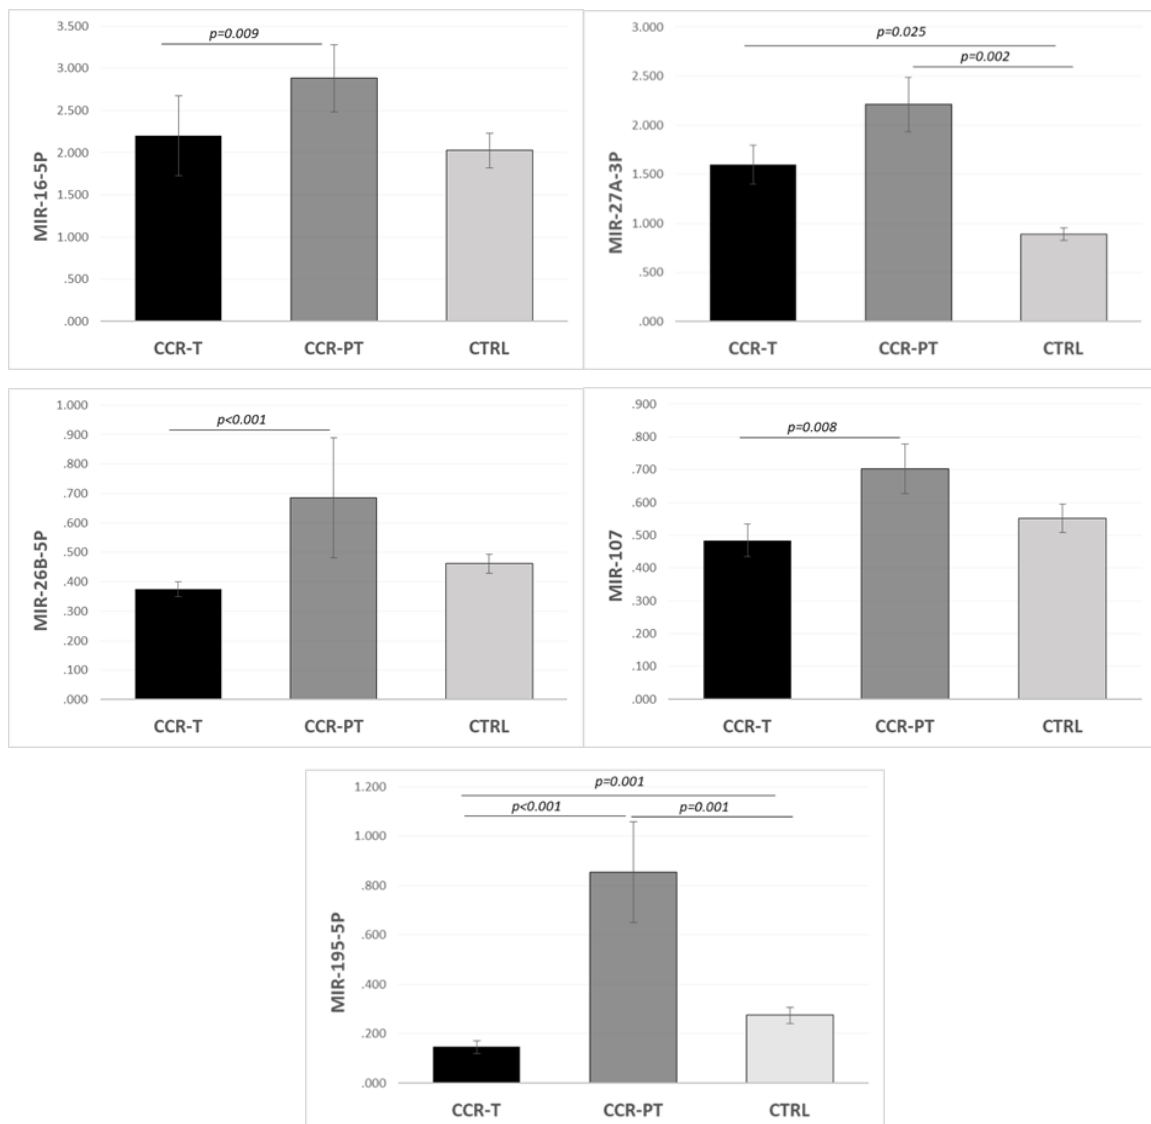 3.500
p=0.009
3.000
2.500
2.000
1.500
1.000
.500
.000
MIR-16-5P
CCR-T CCR-PT CTRL
3.000
p=0.025
2.500
p=0.002
2.000
1.500
1.000
.500
.000
MIR-27A-3P
CCR-T CCR-PT CTRL
1.000
p<0.001
.900
.800
.700
.600
.500
.400
.300
.200
.100
.000
MIR-26B-5P
CCR-T CCR-PT CTRL
.900
p=0.008
.800
.700
.600
.500
.400
.300
.200
.100
.000
MIR-107
CCR-T CCR-PT CTRL
p=0.001
1.200
p<0.001 p=0.001
1.000
.800
.600
.400
.200
.000
MIR-195-5P
CCR-T CCR-PT CTRL